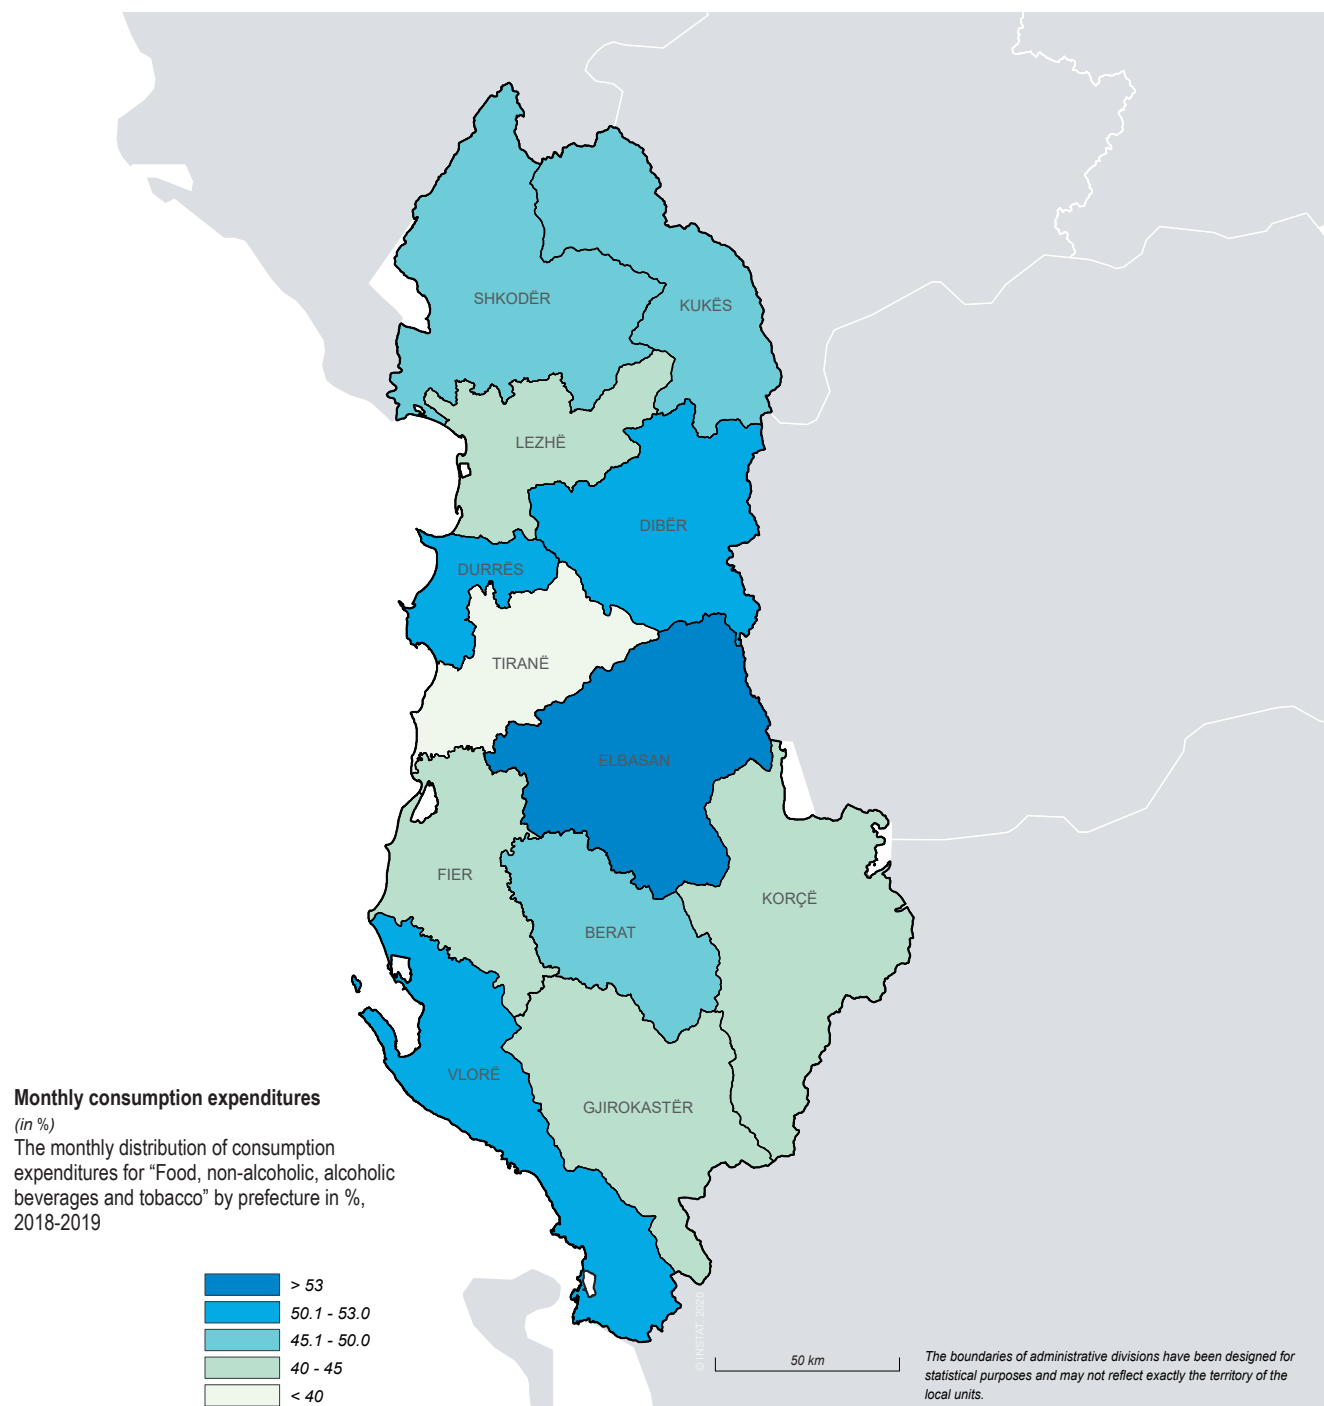 SHKODËR
KUKËS
LEZHË
DIBËR
DURRËS
TIRANË
ELBASAN
FIER
KORÇË
BERAT
VLORË
GJIROKASTËR
Monthly consumption expenditures
(in %)
The monthly distribution of consumption
expenditures for “Food, non-alcoholic, alcoholic
beverages and tobacco” by prefecture in %,
2018-2019
> 53
50.1 - 53.0
45.1 - 50.0
40 - 45
< 40
© INSTAT, 2020
50 km
The boundaries of administrative divisions have been designed for
statistical purposes and may not reflect exactly the territory of the
local units.